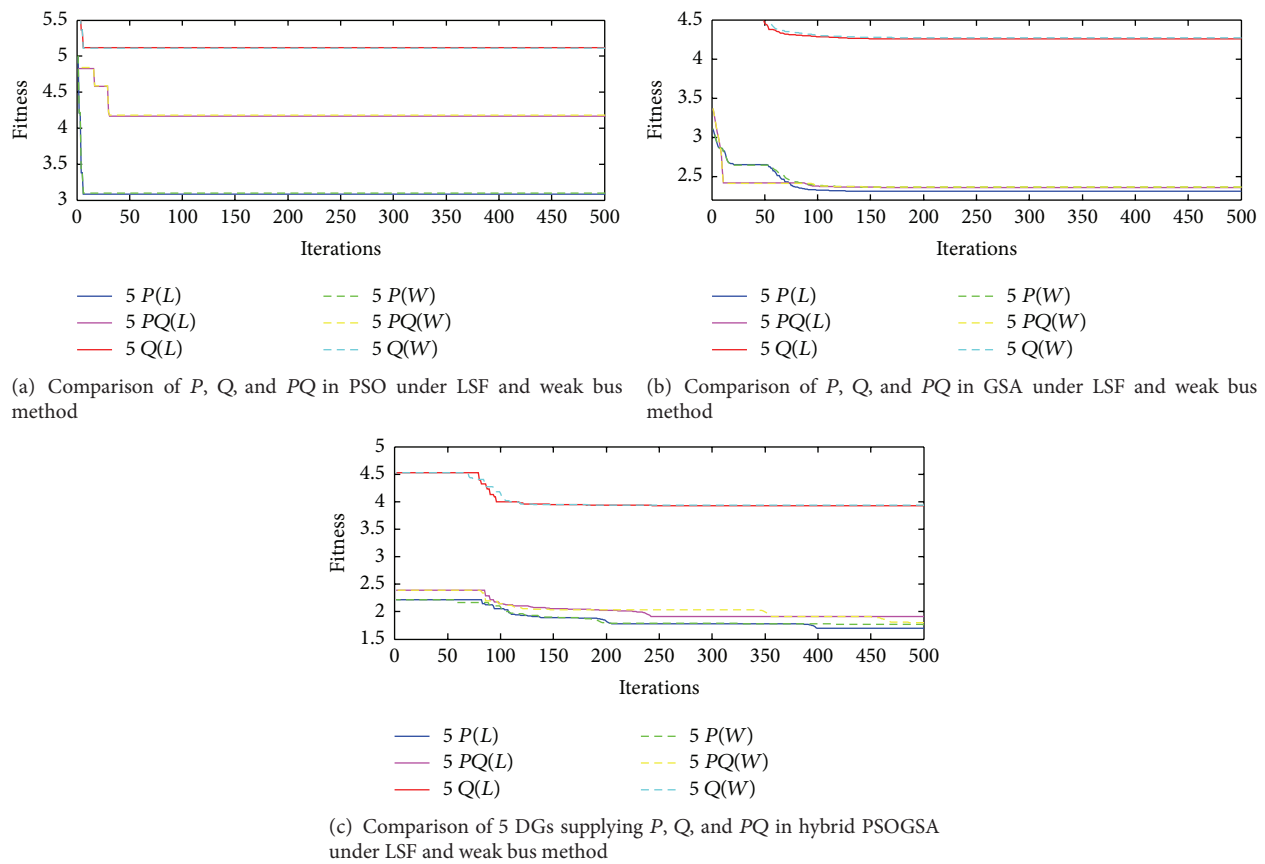 5.5
5
4.5
4
3.5
3
Fitness
0 50 100 150 200 250 300 350 400 450 500
Iterations
5 P(L)
5 PQ(L)
5 Q(L)
5 P(W)
5 PQ(W)
5 Q(W)
(a) Comparison of P, Q, and PQ in PSO under LSF and weak bus
method
4.5
4
3.5
3
2.5
Fitness
0 50 100 150 200 250 300 350 400 450 500
Iterations
5 P(L)
5 PQ(L)
5 Q(L)
5 P(W)
5 PQ(W)
5 Q(W)
(b) Comparison of P, Q, and PQ in GSA under LSF and weak bus
method
5
4.5
4
3.5
3
2.5
2
1.5
Fitness
0 50 100 150 200 250 300 350 400 450 500
Iterations
5 P(L)
5 PQ(L)
5 Q(L)
5 P(W)
5 PQ(W)
5 Q(W)
(c) Comparison of 5 DGs supplying P, Q, and PQ in hybrid PSOGSA
under LSF and weak bus method